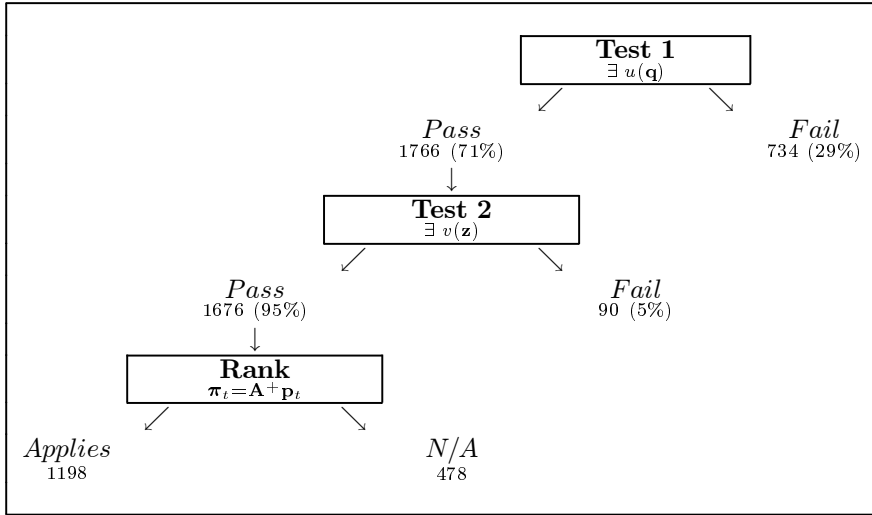 Test 1
∃ u(q)
Pass Fail
1766 (71%) 734 (29%)
Test 2
∃ v(z)
Pass Fail
1676 (95%) 90 (5%)
Rank
π_t=A⁺p_t
Applies N/A
1198 478